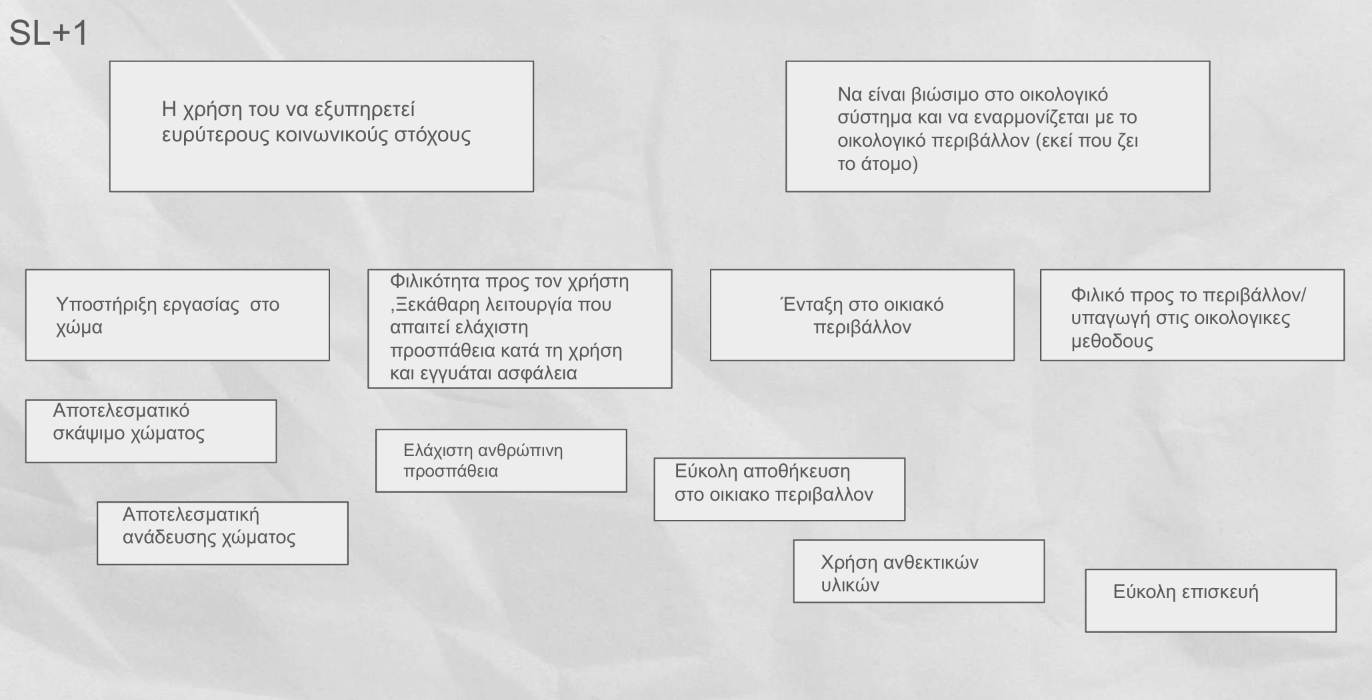 SL+1
Η χρήση του να εξυπηρετεί
ευρύτερους κοινωνικούς στόχους
Να είναι βιώσιμο στο οικολογικό
σύστημα και να εναρμονίζεται με το
οικολογικό περιβάλλον (εκεί που ζει
το άτομο)
Υποστήριξη εργασίας στο
χώμα
Φιλικότητα προς τον χρήστη
,Ξεκάθαρη λειτουργία που
απαιτεί ελάχιστη
προσπάθεια κατά τη χρήση
και εγγυάται ασφάλεια
Ένταξη στο οικιακό
περιβάλλον
Φιλικό προς το περιβάλλον/
υπαγωγή στις οικολογικες
μεθοδους
Αποτελεσματικό
σκάψιμο χώματος
Ελάχιστη ανθρώπινη
προσπάθεια
Εύκολη αποθήκευση
στο οικιακο περιβαλλον
Αποτελεσματική
ανάδευσης χώματος
Χρήση ανθεκτικών
υλικών
Εύκολη επισκευή